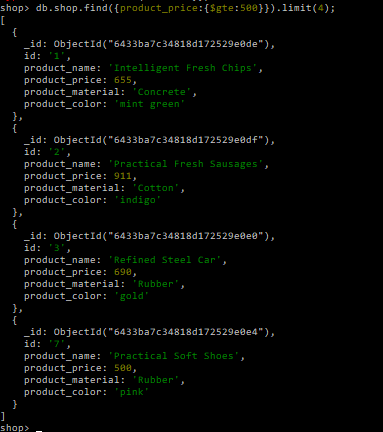 shop> db.shop.find({product_price:{$gte:500}}).limit(4);
[
  {
    _id: ObjectId("6433ba7c34818d172529e0de"),
    id: '1',
    product_name: 'Intelligent Fresh Chips',
    product_price: 655,
    product_material: 'Concrete',
    product_color: 'mint green'
  },
  {
    _id: ObjectId("6433ba7c34818d172529e0df"),
    id: '2',
    product_name: 'Practical Fresh Sausages',
    product_price: 911,
    product_material: 'Cotton',
    product_color: 'indigo'
  },
  {
    _id: ObjectId("6433ba7c34818d172529e0e0"),
    id: '3',
    product_name: 'Refined Steel Car',
    product_price: 690,
    product_material: 'Rubber',
    product_color: 'gold'
  },
  {
    _id: ObjectId("6433ba7c34818d172529e0e4"),
    id: '7',
    product_name: 'Practical Soft Shoes',
    product_price: 500,
    product_material: 'Rubber',
    product_color: 'pink'
  }
]
shop> _